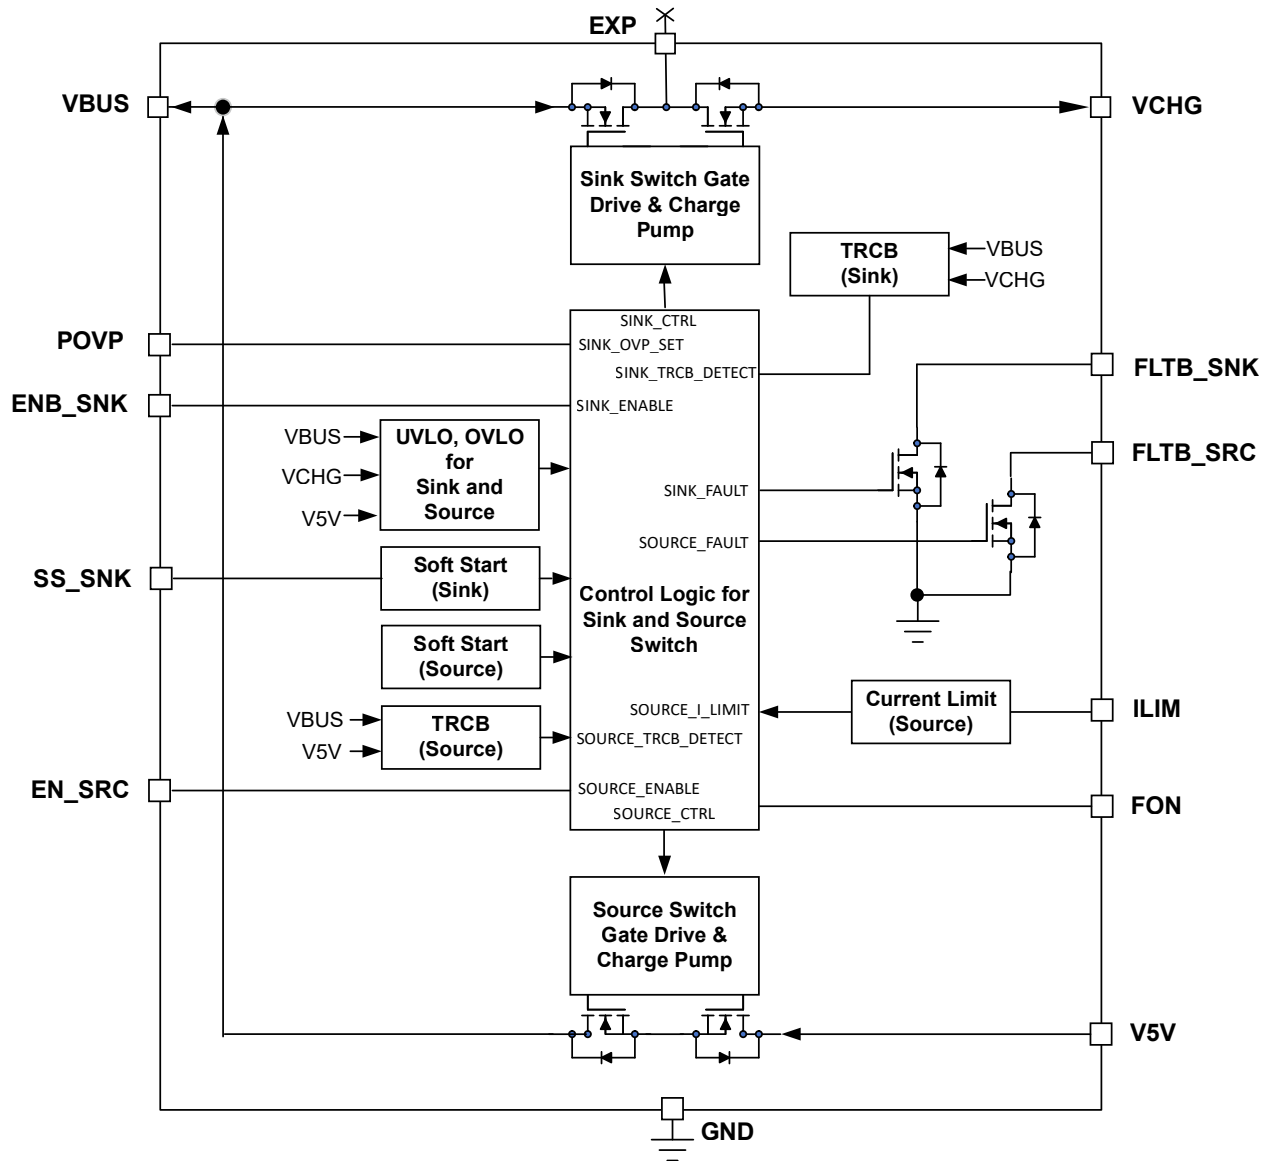 EXP
VBUS
VCHG
Sink Switch Gate
Drive & Charge
Pump
TRCB
(Sink)
VBUS
VCHG
SINK_CTRL
POVP
SINK_OVP_SET
SINK_TRCB_DETECT
FLTB_SNK
ENB_SNK
SINK_ENABLE
VBUS
VCHG
V5V
UVLO, OVLO
for
Sink and
Source
FLTB_SRC
SINK_FAULT
SOURCE_FAULT
SS_SNK
Soft Start
(Sink)
Control Logic for
Sink and Source
Switch
Soft Start
(Source)
SOURCE_I_LIMIT
Current Limit
(Source)
ILIM
VBUS
V5V
TRCB
(Source)
SOURCE_TRCB_DETECT
EN_SRC
SOURCE_ENABLE
SOURCE_CTRL
FON
Source Switch
Gate Drive &
Charge Pump
V5V
GND